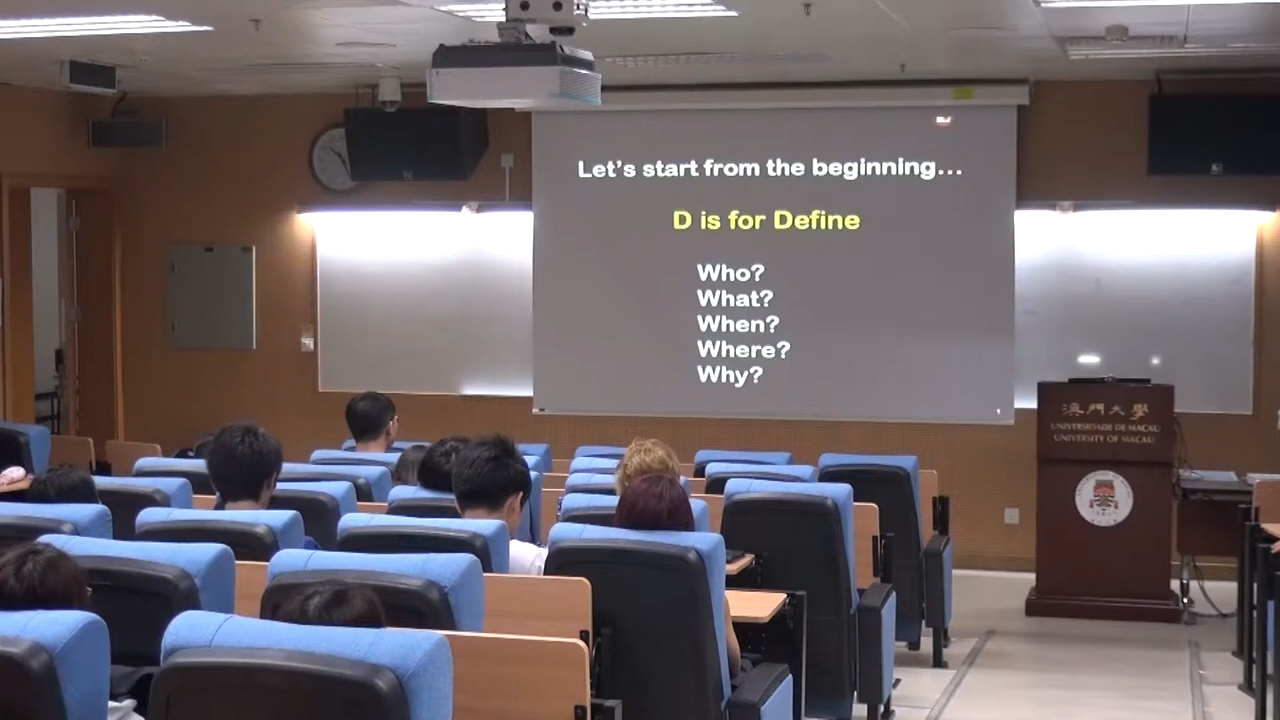 Let's start from the beginning...
D is for Define
Who?
What?
When?
Where?
Why?
澳門大學
UNIVERSIDADE DE MACAU
UNIVERSITY OF MACAU